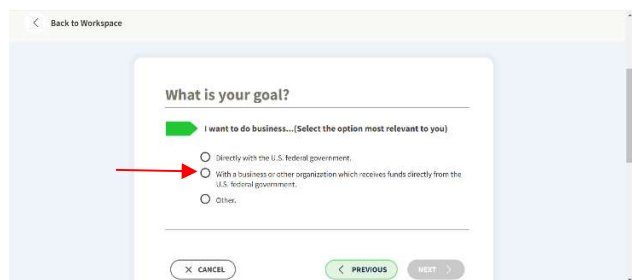 Back to Workspace
What is your goal?
I want to do business...(Select the option most relevant to you)
Directly with the U.S. federal government.
With a business or other organization which receives funds directly from the
U.S. federal government.
Other.
CANCEL
PREVIOUS
NEXT